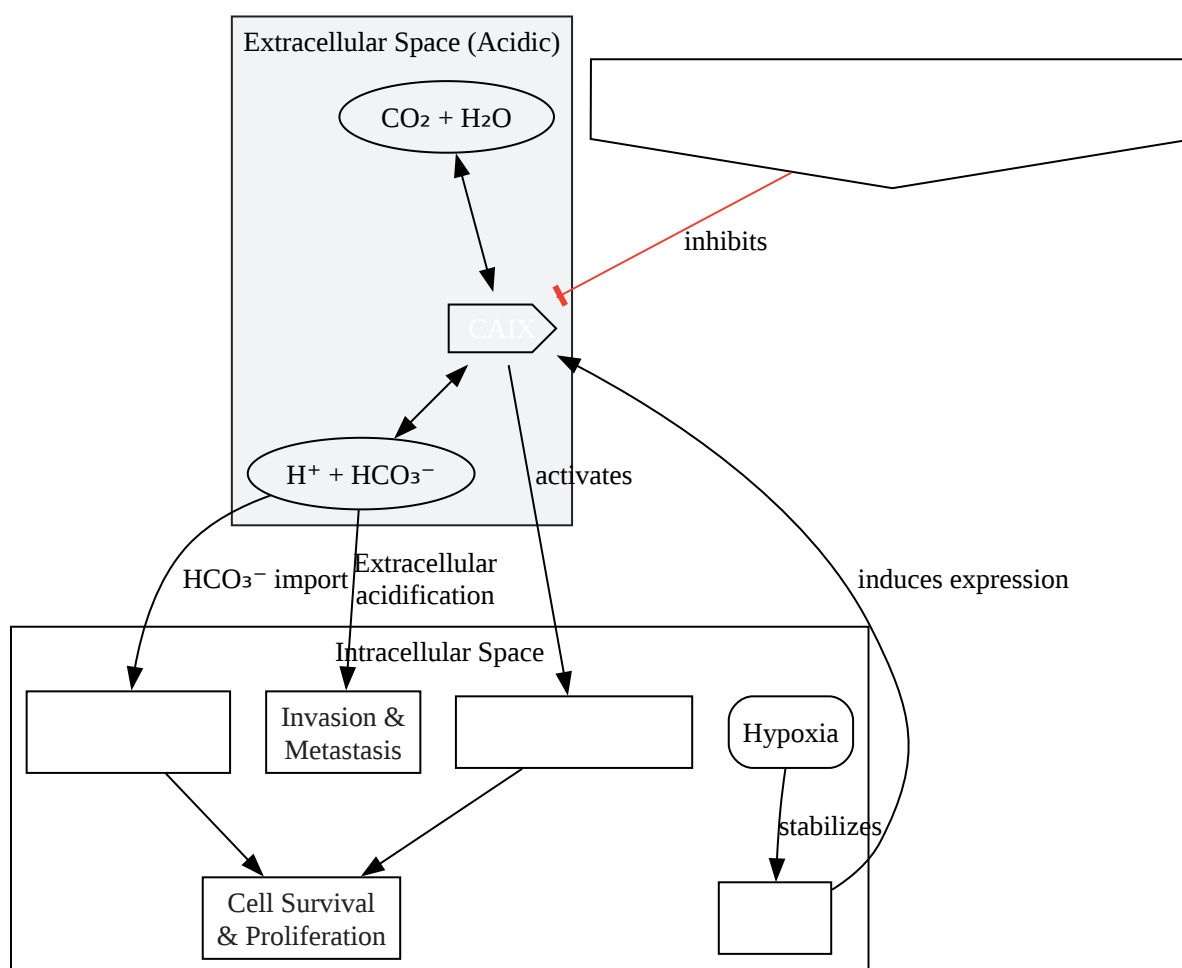 Extracellular Space (Acidic)
CO₂ + H₂O
inhibits
CAIX
H⁺ + HCO₃⁻
activates
HCO₃⁻ import
Extracellular
acidification
induces expression
Intracellular Space
Invasion &
Metastasis
Hypoxia
stabilizes
Cell Survival
& Proliferation